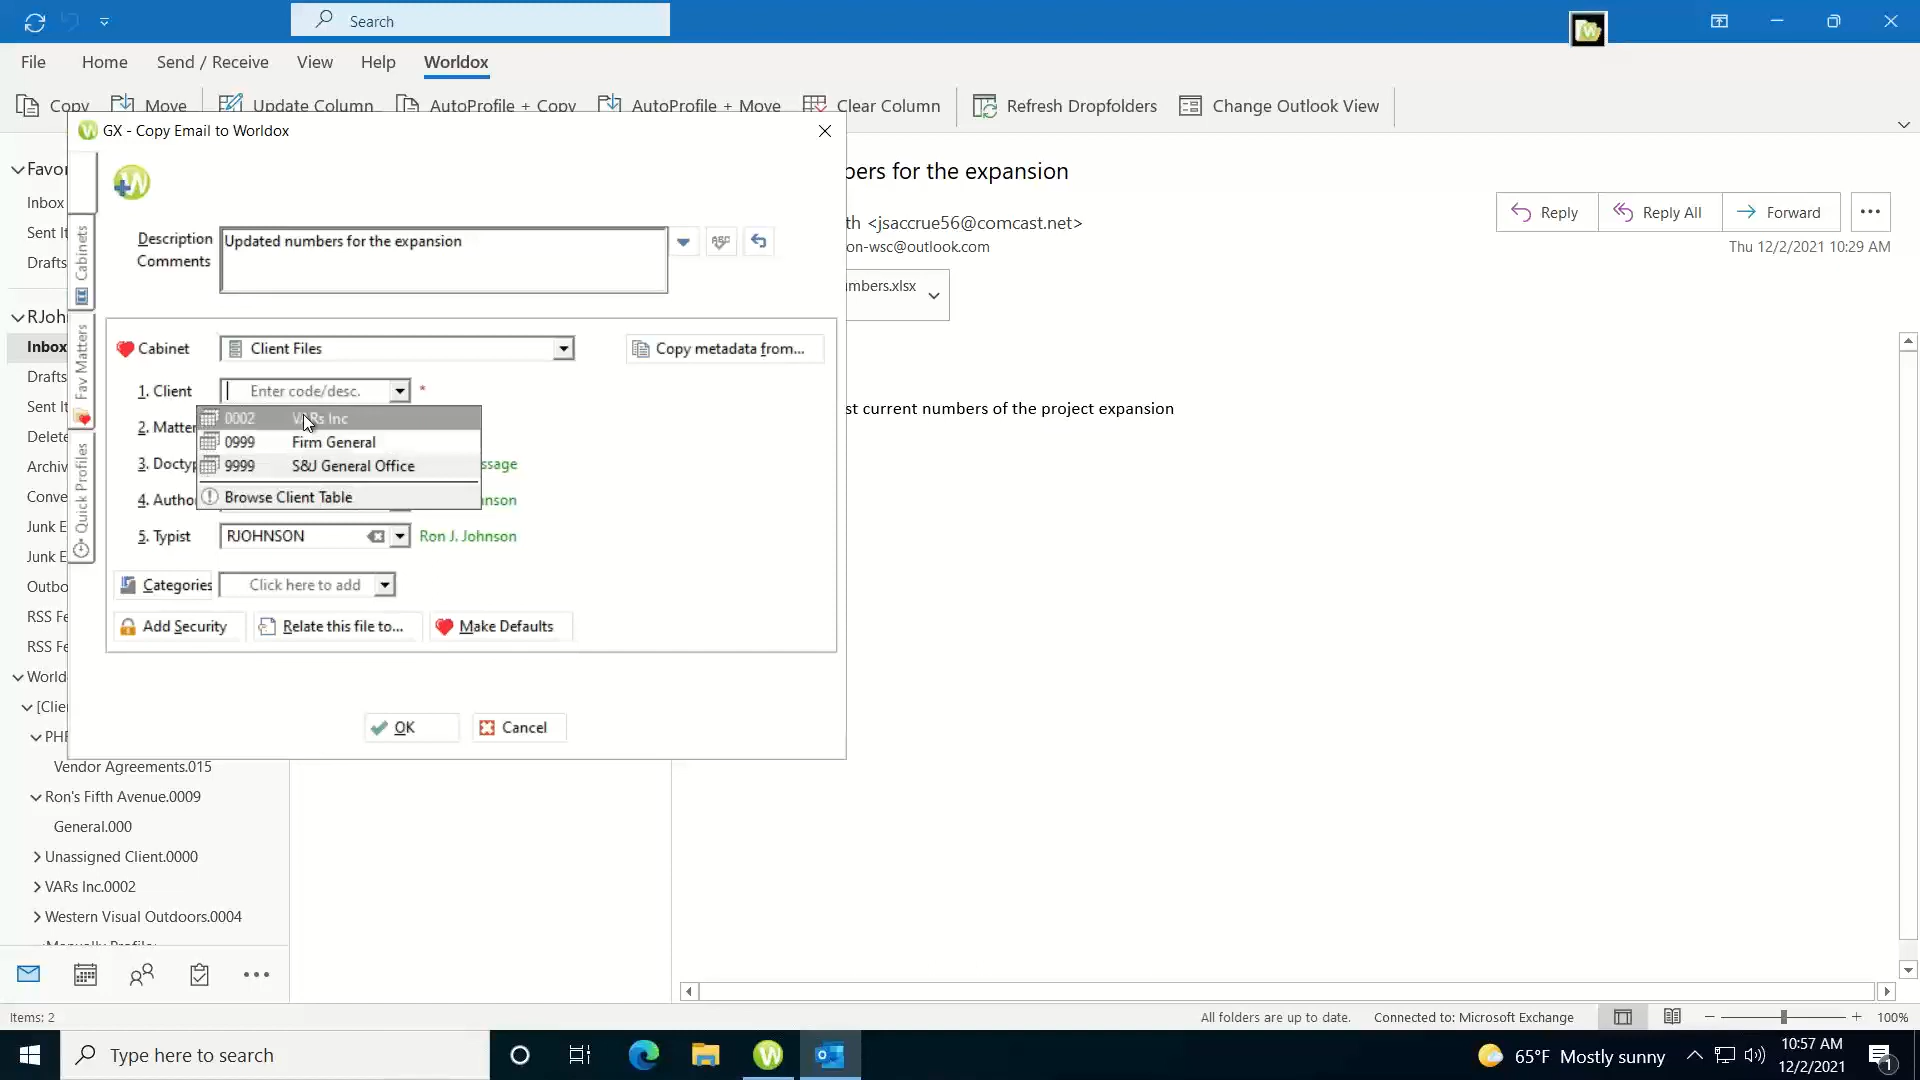 Search
File Home Send / Receive View Help Worldox
Copy Move Update Column AutoProfile + Copy AutoProfile + Move Clear Column Refresh Dropfolders Change Outlook View
GX - Copy Email to Worldox
Favor
Inbox
Sent It
Drafts
RJohn
Inbox
Drafts
Sent It
Delete
Archiv
Conve
Junk E
Junk E
Outbo
RSS Fe
RSS Fe
World
[Clien
PHF
Vendor Agreements.015
Ron's Fifth Avenue.0009
General.000
Unassigned Client.0000
VARs Inc.0002
Western Visual Outdoors.0004
Cabinets
Fav Matters
Quick Profiles
Description
Comments
Updated numbers for the expansion
ABC
Cabinet Client Files Copy metadata from...
1. Client Enter code/desc. *
0002 VARs Inc
0999 Firm General
9999 S&J General Office
Browse Client Table
2. Matter
3. Doctyp ssage
4. Autho nson
5. Typist RJOHNSON Ron J. Johnson
Categories Click here to add
Add Security Relate this file to... Make Defaults
OK Cancel
bers for the expansion
th <jsaccrue56@comcast.net>
on-wsc@outlook.com
Reply Reply All Forward
Thu 12/2/2021 10:29 AM
umbers.xlsx
st current numbers of the project expansion
Items: 2
All folders are up to date. Connected to: Microsoft Exchange 100%
Type here to search
65°F Mostly sunny
10:57 AM
12/2/2021
1